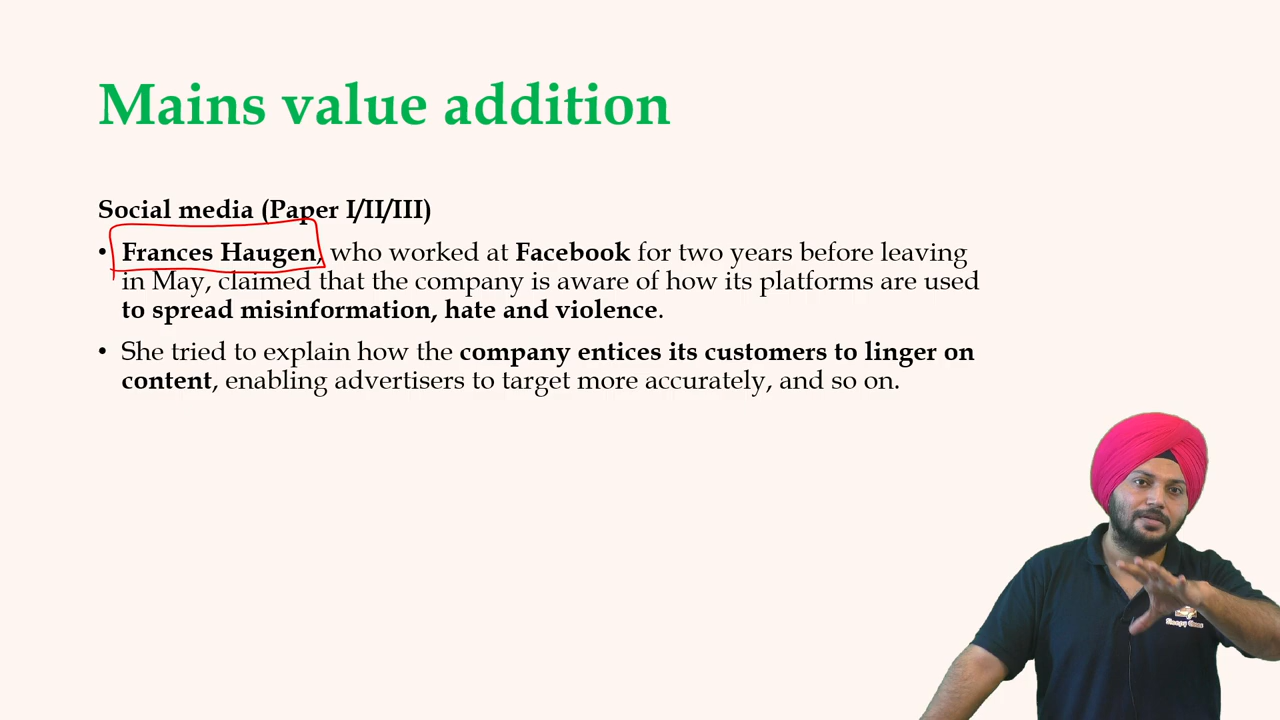 Mains value addition
Social media (Paper I/II/III)
• Frances Haugen, who worked at Facebook for two years before leaving
in May, claimed that the company is aware of how its platforms are used
to spread misinformation, hate and violence.
• She tried to explain how the company entices its customers to linger on
content, enabling advertisers to target more accurately, and so on.